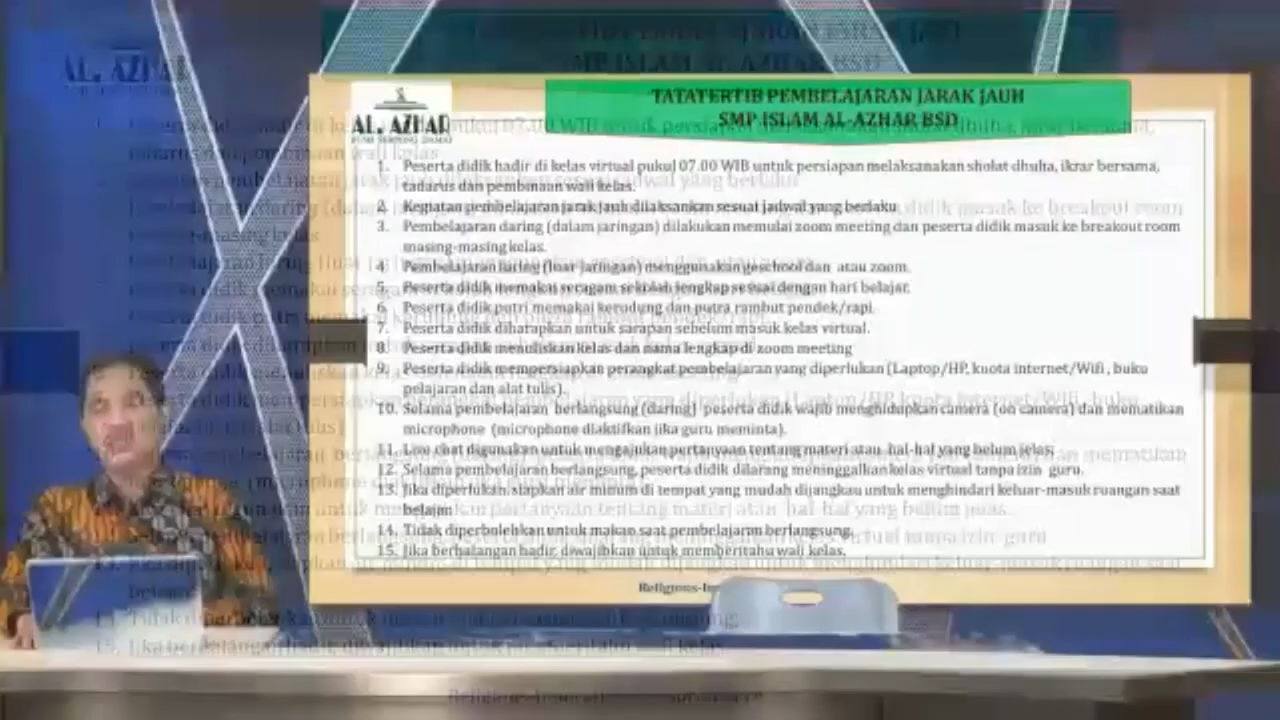 AL, AZHAR
TATATERTIB PEMBELAJARAN JARAK JAUH
SMP ISLAM AL-AZHAR BSD
1. Peserta didik hadir di kelas virtual pukul 07.00 WIB untuk persiapan melaksanakan sholat dhuha, ikrar bersama,
tadarus dan pembinaan wali kelas.
2. Kegiatan pembelajaran jarak jauh dilaksankan sesuai jadwal yang berlaku
3. Pembelajaran daring (dalam jaringan) dilakukan memulai zoom meeting dan peserta didik masuk ke breakout room
masing-masing kelas.
4. Pembelajaran luring (luar jaringan) menggunakan geschool dan atau zoom.
5. Peserta didik memakai seragam sekolah lengkap sesuai dengan hari belajar.
6. Peserta didik putri memakai kerudung dan putra rambut pendek/rapi.
7. Peserta didik diharapkan untuk sarapan sebelum masuk kelas virtual.
8. Peserta didik menuliskan kelas dan nama lengkap di zoom meeting
9. Peserta didik mempersiapkan perangkat pembelajaran yang diperlukan (Laptop/HP, kuota internet/Wifi , buku
pelajaran dan alat tulis).
10. Selama pembelajaran berlangsung (daring) peserta didik wajib menghidupkan camera (on camera) dan mematikan
microphone (microphone diaktifkan jika guru meminta).
11. Live chat digunakan untuk mengajukan pertanyaan tentang materi atau hal-hal yang belum jelas.
12. Selama pembelajaran berlangsung, peserta didik dilarang meninggalkan kelas virtual tanpa izin guru.
13. Jika diperlukan, siapkan air minum di tempat yang mudah dijangkau untuk menghindari keluar-masuk ruangan saat
belajar.
14. Tidak diperbolehkan untuk makan saat pembelajaran berlangsung.
15. Jika berhalangan hadir, diwajibkan untuk memberitahu wali kelas.